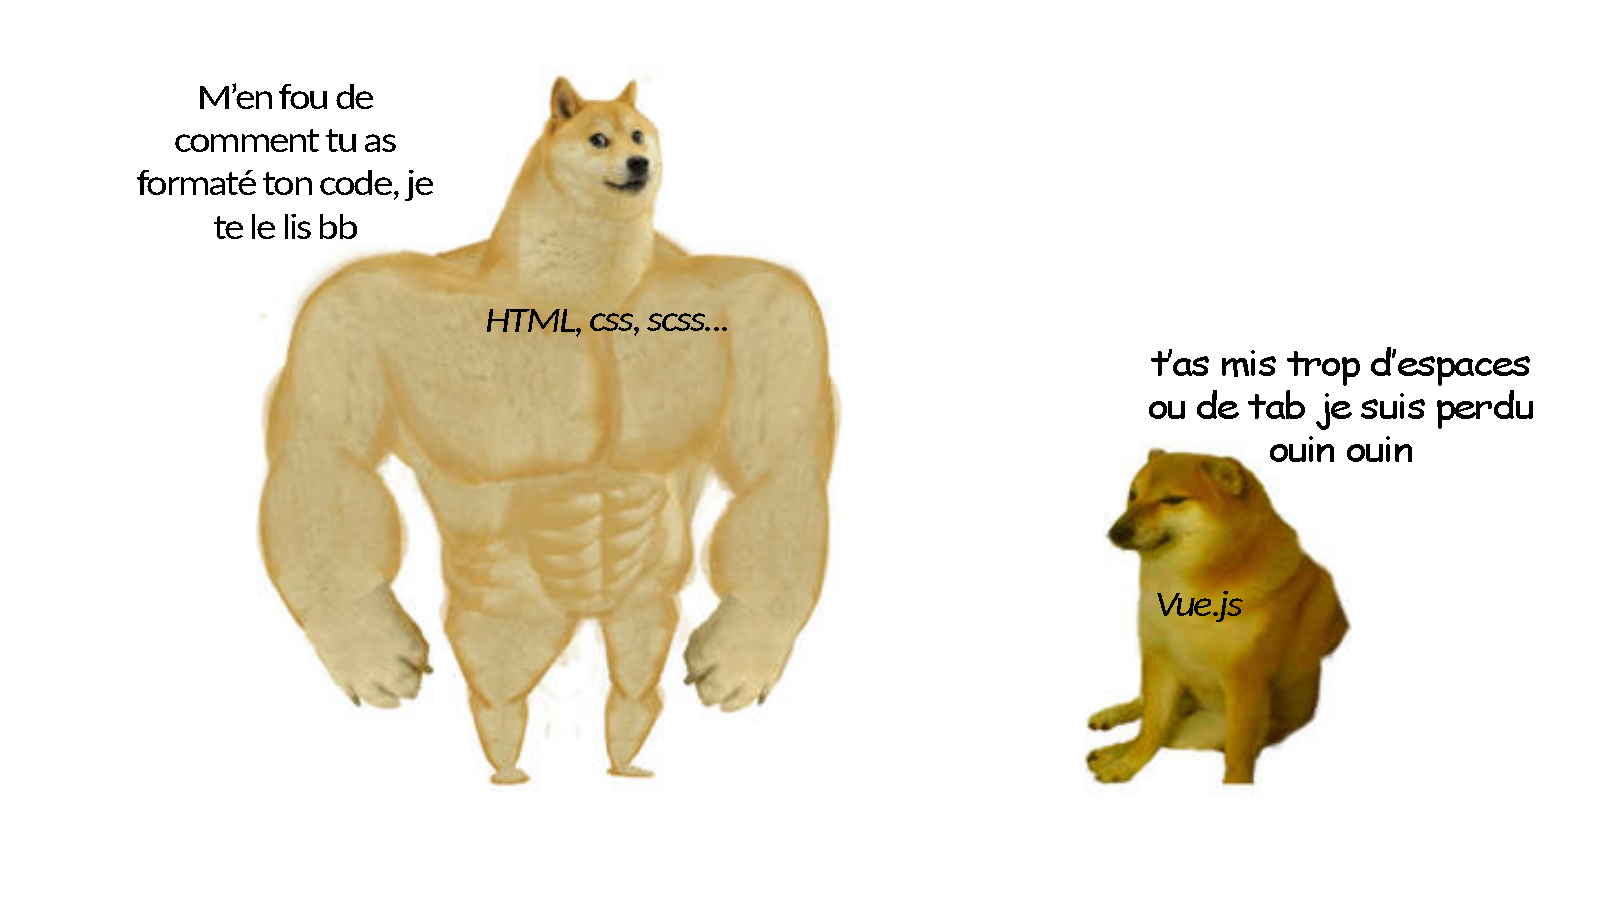 M'en fou de
comment tu as
formaté ton code, je
te le lis bb
HTML, css, scss...
t'as mis trop d'espaces
ou de tab je suis perdu
ouin ouin
Vue.js